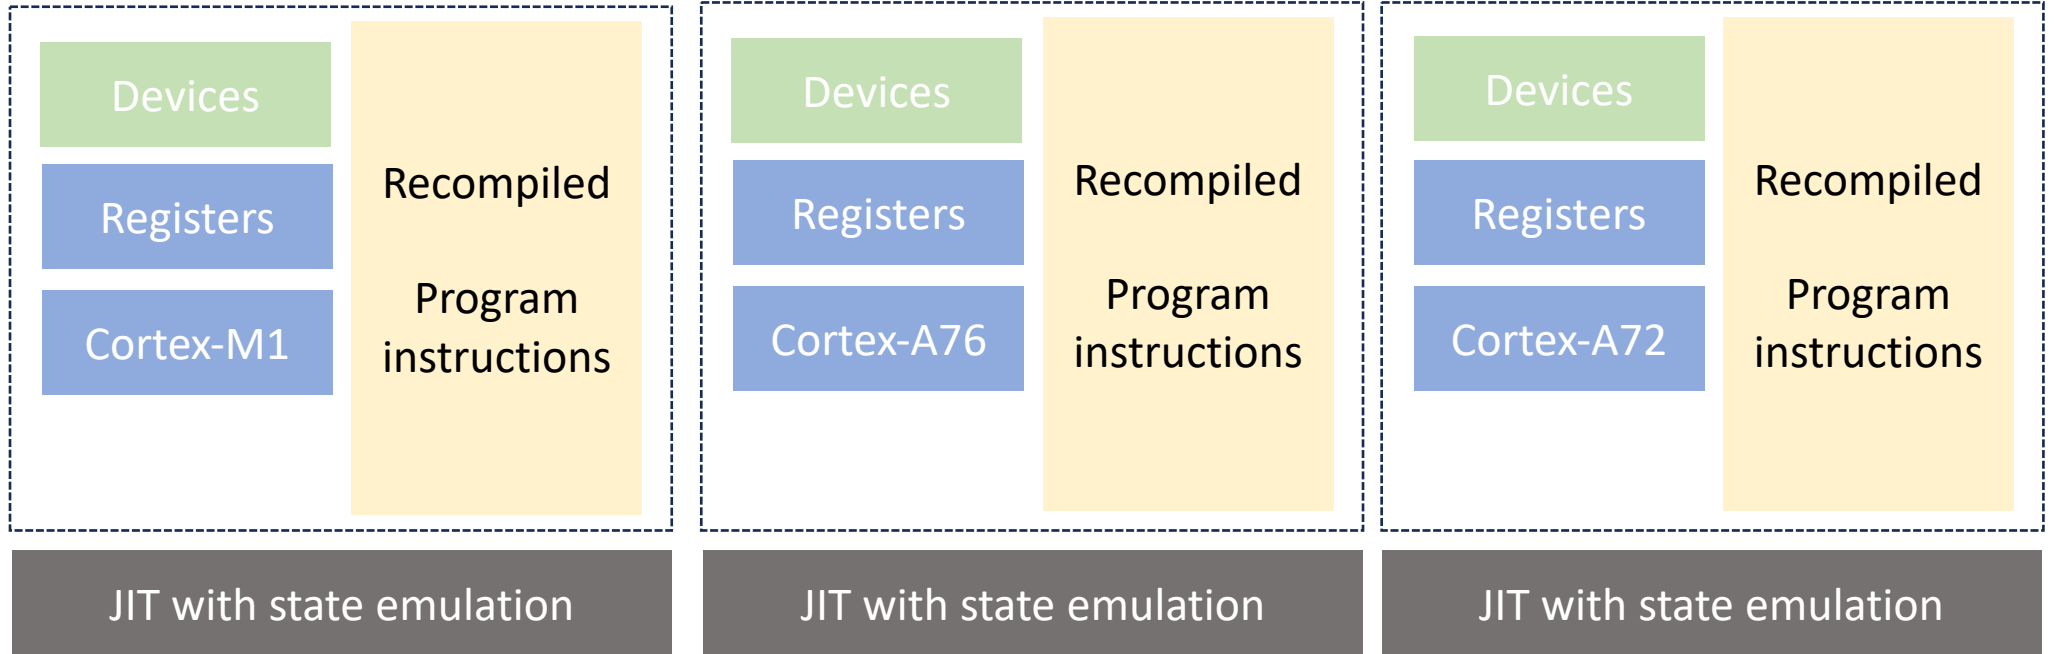 Devices
Registers
Cortex-M1
Recompiled
Program
instructions
JIT with state emulation
Devices
Registers
Cortex-A76
Recompiled
Program
instructions
JIT with state emulation
Devices
Registers
Cortex-A72
Recompiled
Program
instructions
JIT with state emulation